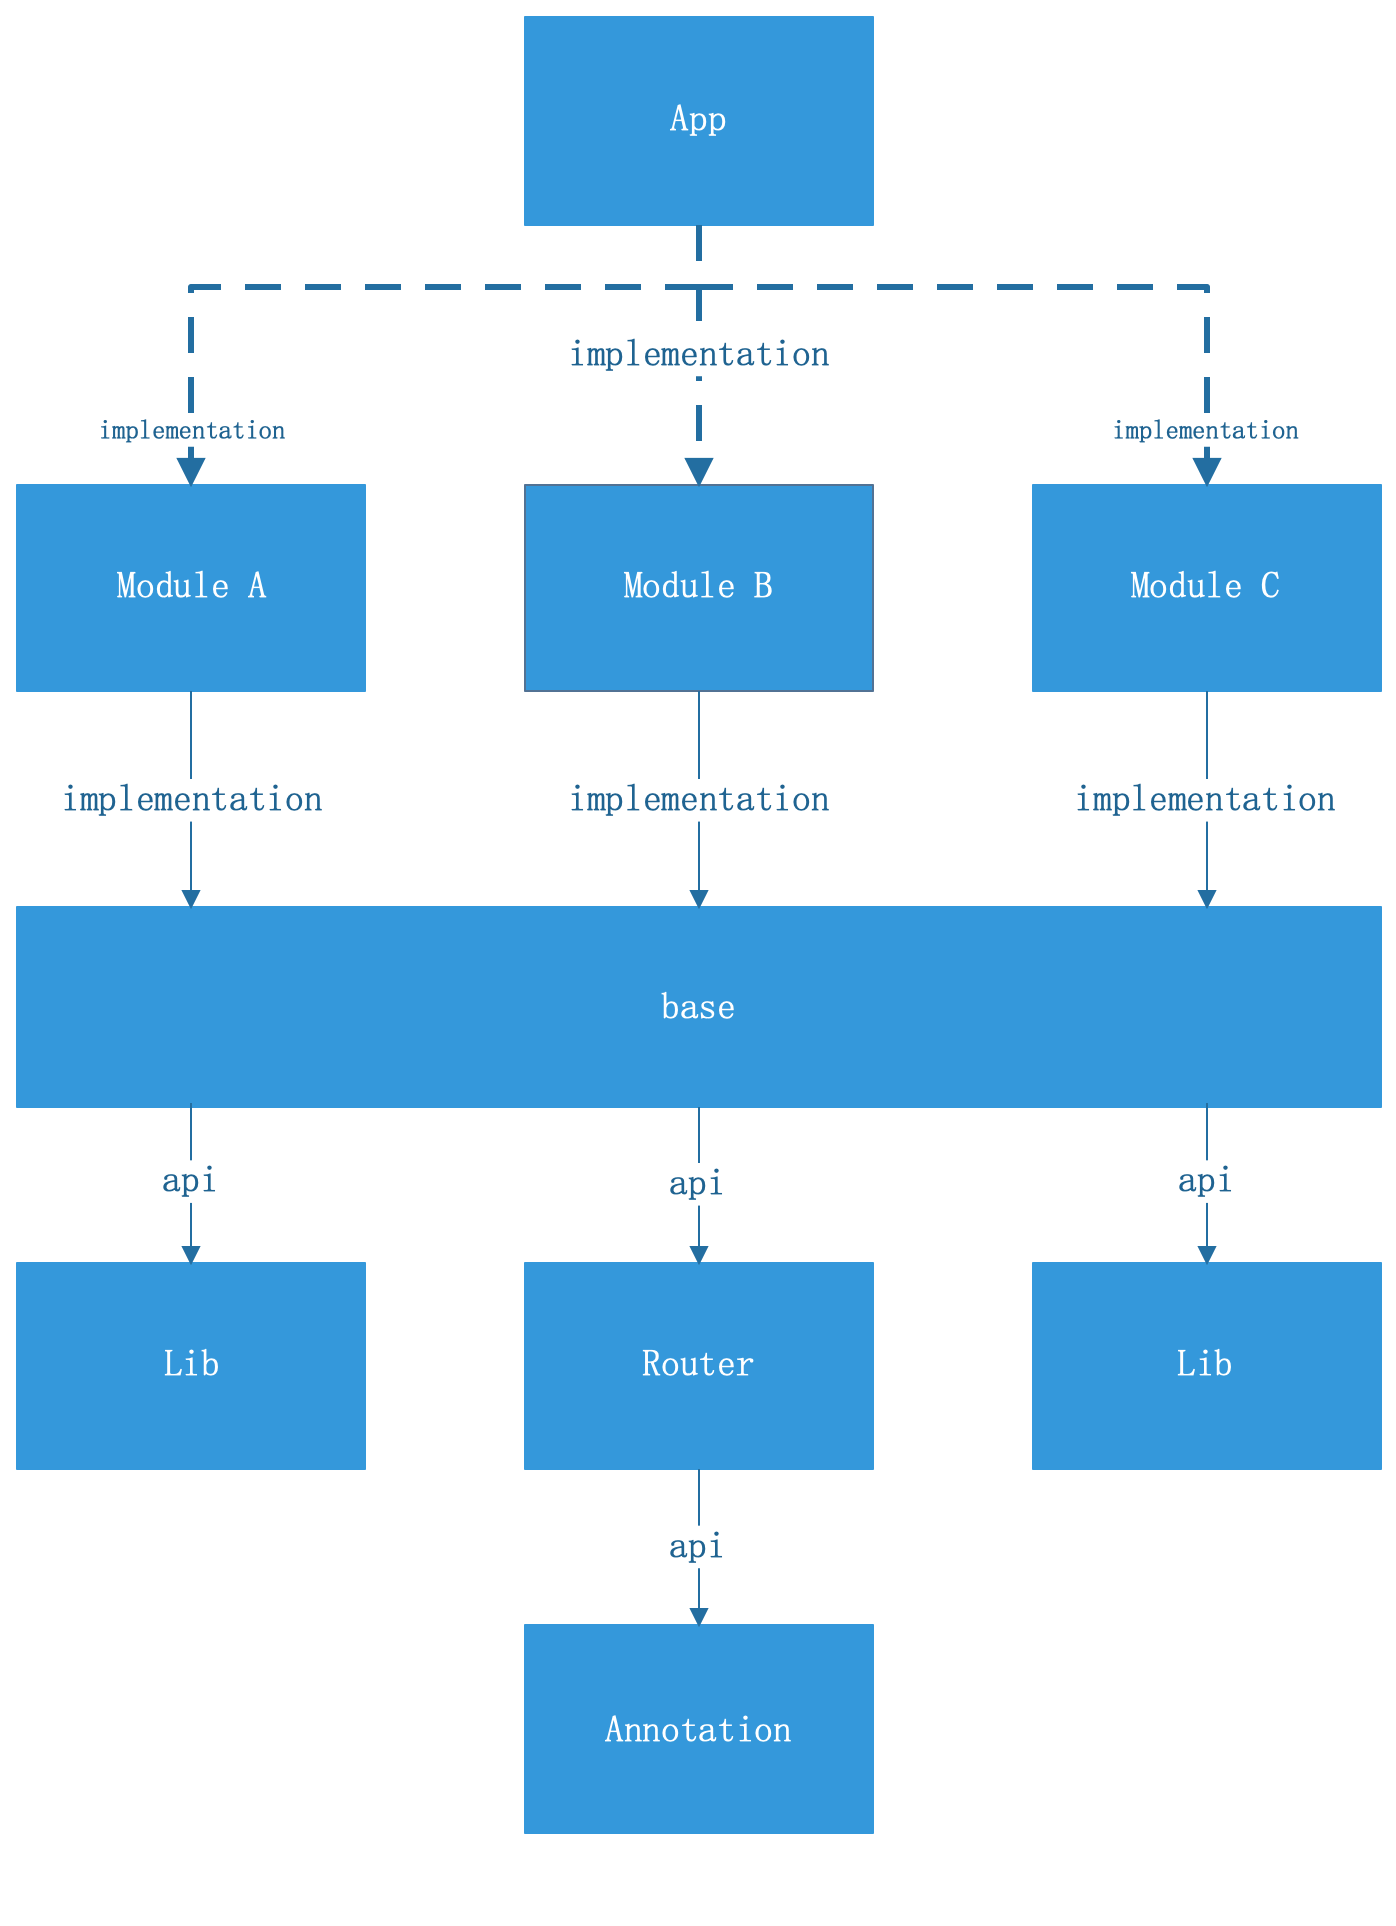 App
implementation
implementation
implementation
Module A
Module B
Module C
implementation
implementation
implementation
base
api
api
api
Lib
Router
Lib
api
Annotation